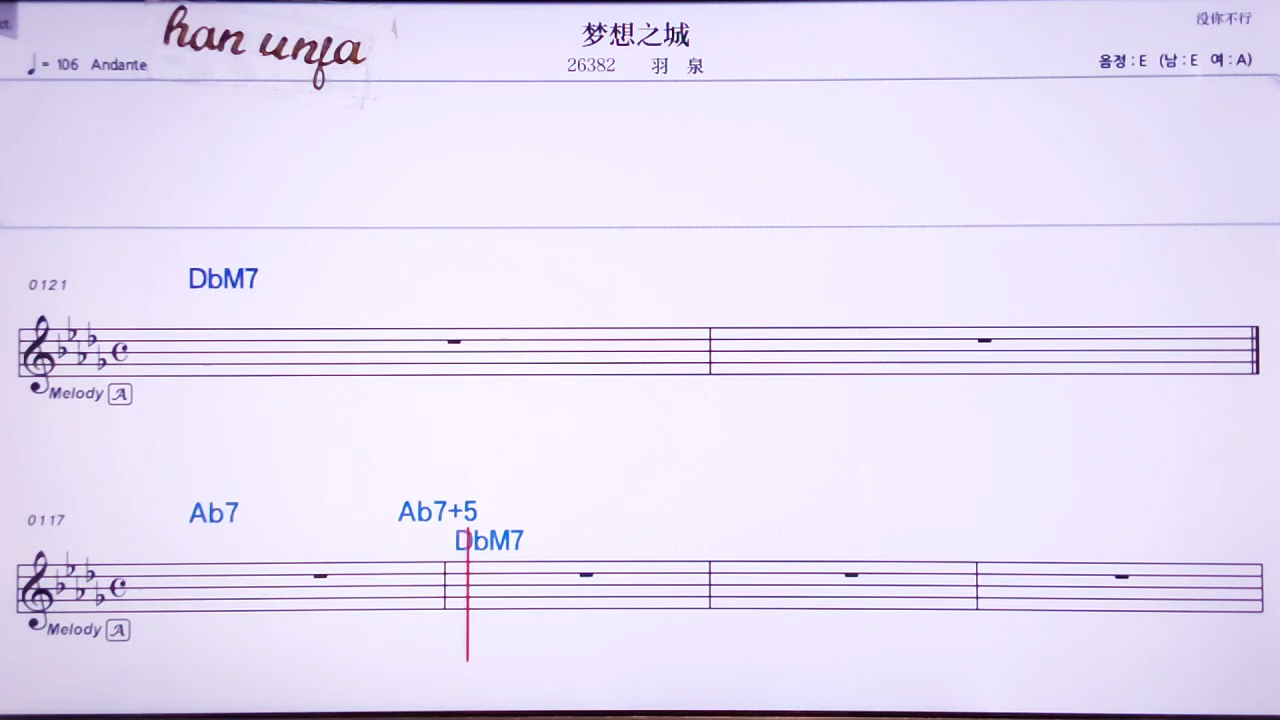 han unfa
梦想之城
没你不行
♩= 106 Andante
26382 羽 泉
음정 : E (남 : E 여 : A)
0121
DbM7
Melody A
0117
Ab7
Ab7+5
DbM7
Melody A